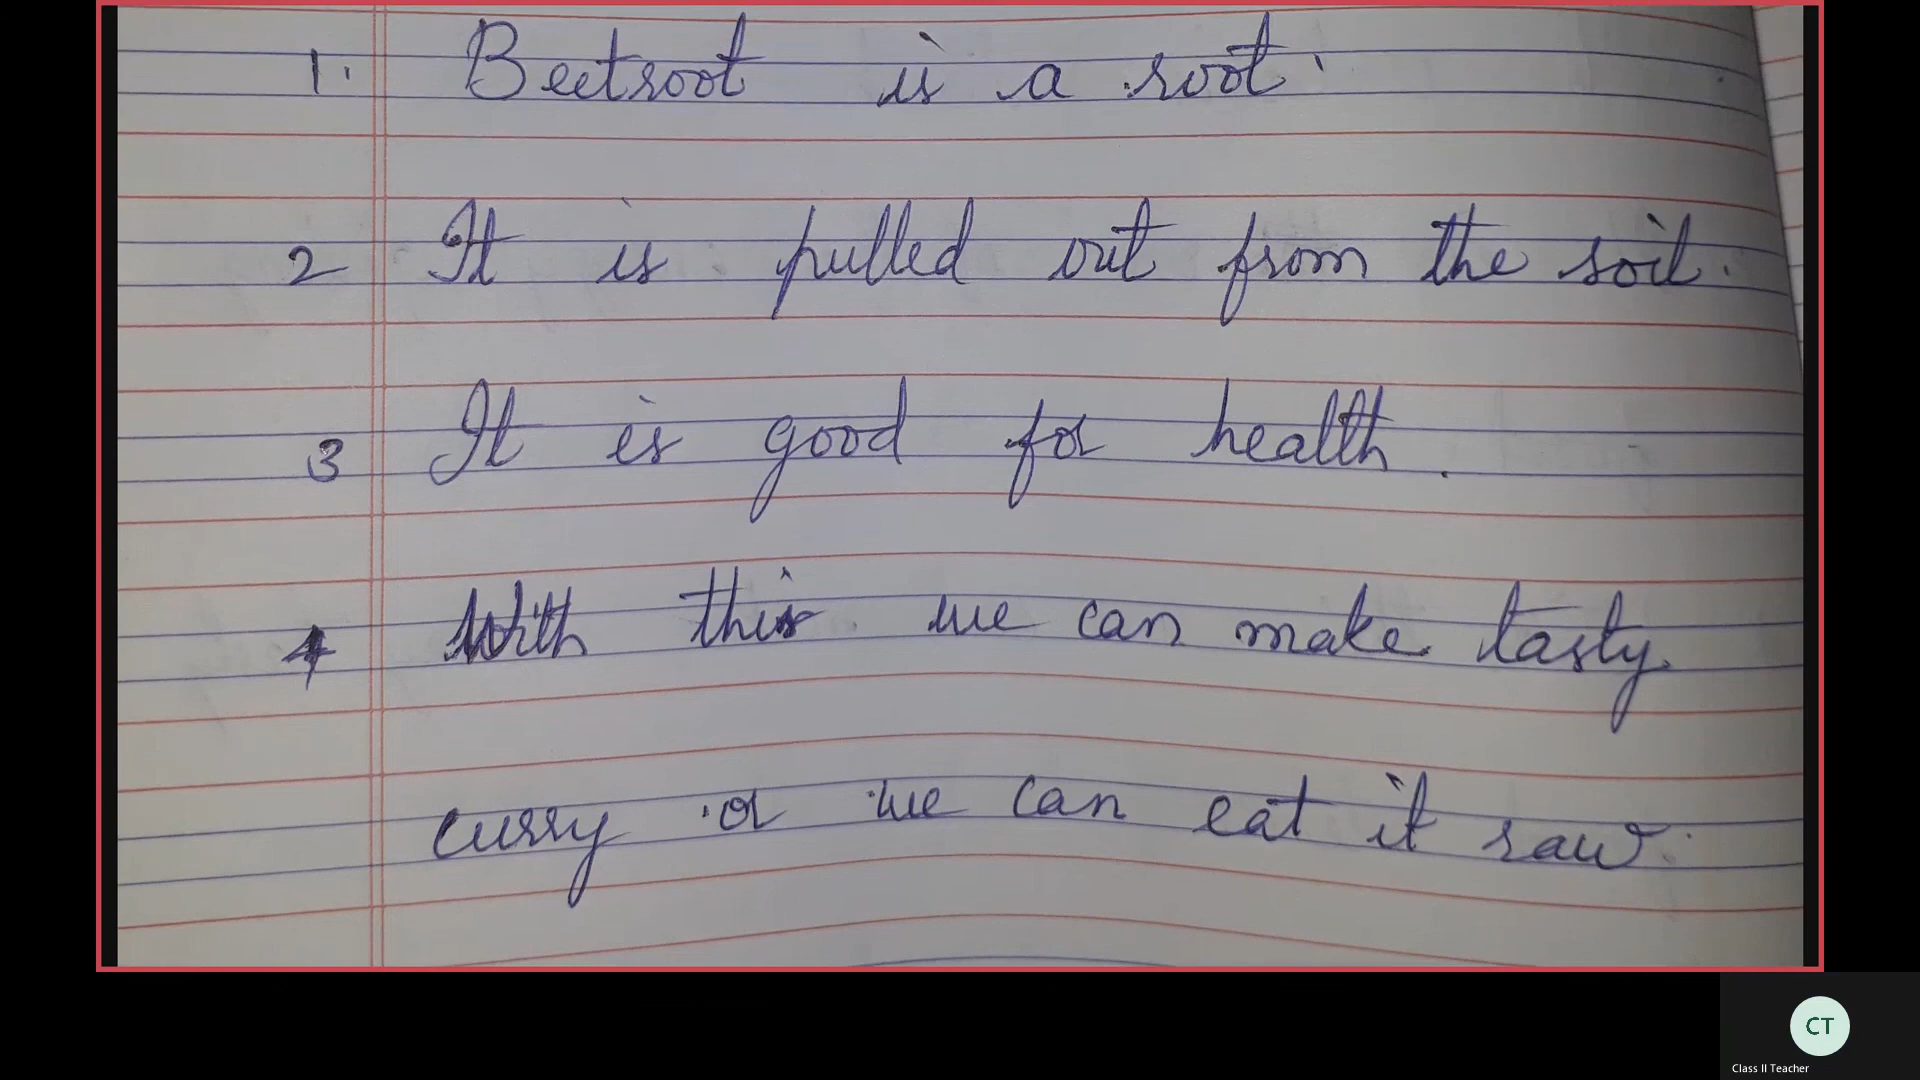 1. Beetroot is a root.
2 It is pulled out from the soil.
3 It is good for health.
4 With this we can make tasty
curry or we can eat it raw.
CT
Class II Teacher